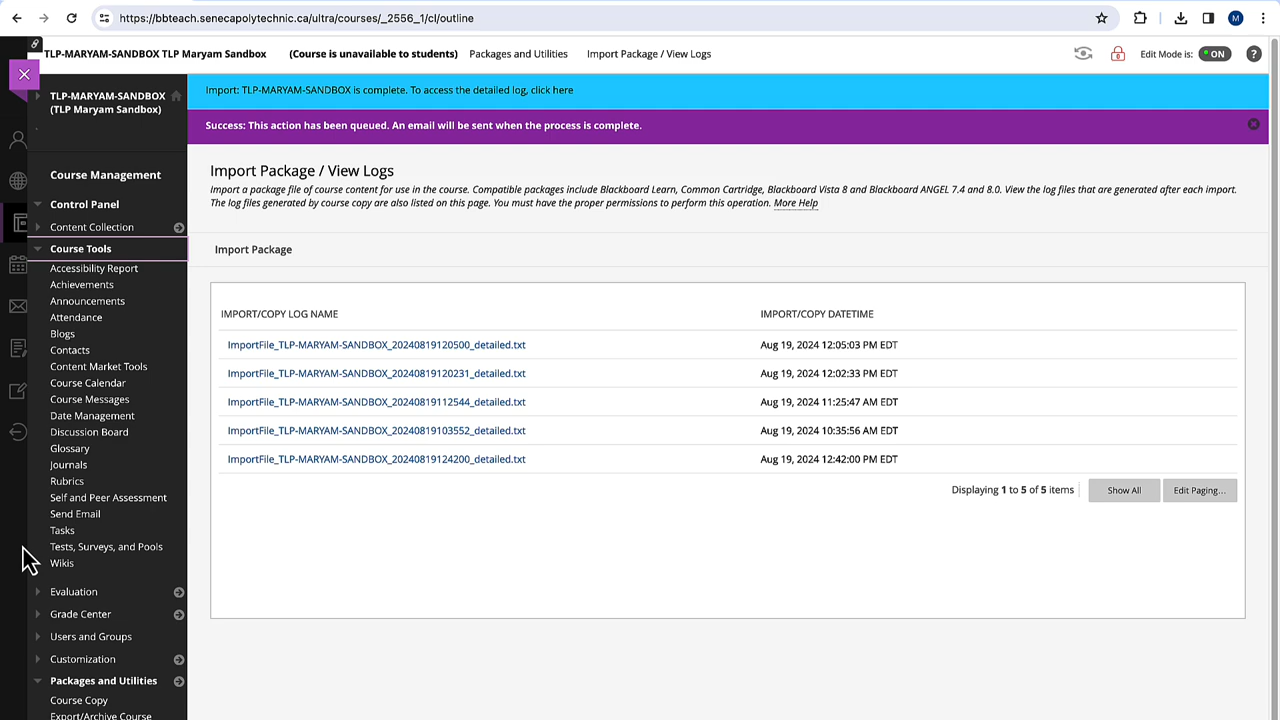 https://bbteach.senecapolytechnic.ca/ultra/courses/_2556_1/cl/outline
M
TLP-MARYAM-SANDBOX TLP Maryam Sandbox (Course is unavailable to students) Packages and Utilities Import Package / View Logs Edit Mode is: ON ?
TLP-MARYAM-SANDBOX
(TLP Maryam Sandbox)
Course Management
Control Panel
Content Collection
Course Tools
Accessibility Report
Achievements
Announcements
Attendance
Blogs
Contacts
Content Market Tools
Course Calendar
Course Messages
Date Management
Discussion Board
Glossary
Journals
Rubrics
Self and Peer Assessment
Send Email
Tasks
Tests, Surveys, and Pools
Wikis
Evaluation
Grade Center
Users and Groups
Customization
Packages and Utilities
Course Copy
Export/Archive Course
Import: TLP-MARYAM-SANDBOX is complete. To access the detailed log, click here
Success: This action has been queued. An email will be sent when the process is complete.
Import Package / View Logs
Import a package file of course content for use in the course. Compatible packages include Blackboard Learn, Common Cartridge, Blackboard Vista 8 and Blackboard ANGEL 7.4 and 8.0. View the log files that are generated after each import.
The log files generated by course copy are also listed on this page. You must have the proper permissions to perform this operation. More Help
Import Package
IMPORT/COPY LOG NAME IMPORT/COPY DATETIME
ImportFile_TLP-MARYAM-SANDBOX_20240819120500_detailed.txt Aug 19, 2024 12:05:03 PM EDT
ImportFile_TLP-MARYAM-SANDBOX_20240819120231_detailed.txt Aug 19, 2024 12:02:33 PM EDT
ImportFile_TLP-MARYAM-SANDBOX_20240819112544_detailed.txt Aug 19, 2024 11:25:47 AM EDT
ImportFile_TLP-MARYAM-SANDBOX_20240819103552_detailed.txt Aug 19, 2024 10:35:56 AM EDT
ImportFile_TLP-MARYAM-SANDBOX_20240819124200_detailed.txt Aug 19, 2024 12:42:00 PM EDT
Displaying 1 to 5 of 5 items Show All Edit Paging...